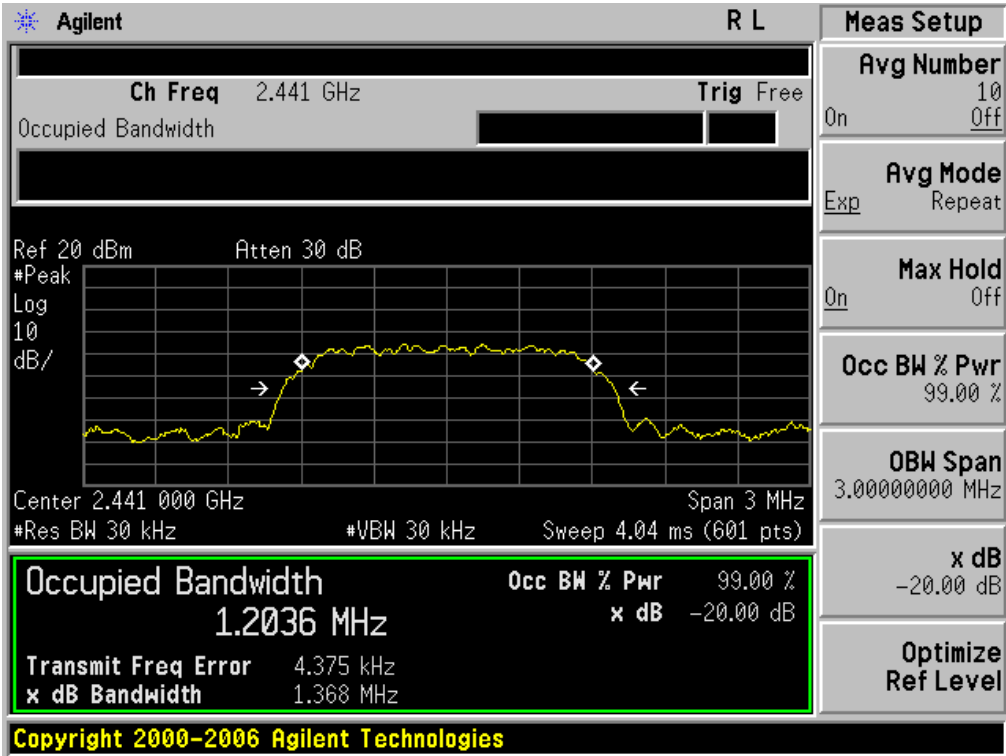 Agilent R L
Ch Freq 2.441 GHz Trig Free
Occupied Bandwidth
Ref 20 dBm Atten 30 dB
#Peak
Log
10
dB/
Center 2.441 000 GHz Span 3 MHz
#Res BW 30 kHz #VBW 30 kHz Sweep 4.04 ms (601 pts)
Occupied Bandwidth
1.2036 MHz
Occ BW % Pwr 99.00 %
x dB -20.00 dB
Transmit Freq Error 4.375 kHz
x dB Bandwidth 1.368 MHz
Copyright 2000-2006 Agilent Technologies
Meas Setup
Avg Number
10
On Off
Avg Mode
Exp Repeat
Max Hold
On Off
Occ BW % Pwr
99.00 %
OBW Span
3.00000000 MHz
x dB
-20.00 dB
Optimize
Ref Level